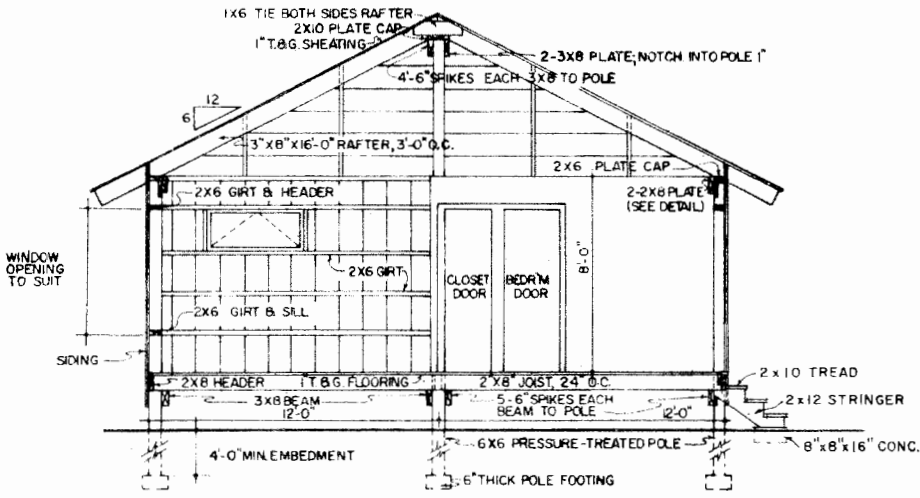 1X6 TIE BOTH SIDES RAFTER
2X10 PLATE CAP
1" T.&G. SHEATING
2-3X8 PLATE; NOTCH INTO POLE 1"
4'-6" SPIKES EACH 3X8 TO POLE
12
6
3"X8"X16'-0" RAFTER, 3'-0" O.C.
2X6 PLATE CAP
2X6 GIRT & HEADER
2-2X8 PLATE
(SEE DETAIL)
WINDOW
OPENING
TO SUIT
8'-0"
2X6 GIRT
CLOSET
DOOR
BEDR'M
DOOR
2X6 GIRT & SILL
SIDING
2X8 HEADER
1" T.&G. FLOORING
2"X8" JOIST, 24" O.C.
2X10 TREAD
3X8 BEAM
5-6" SPIKES EACH
BEAM TO POLE
2X12 STRINGER
12'-0"
12'-0"
6X6 PRESSURE-TREATED POLE
8"X8"X16" CONC.
4'-0" MIN. EMBEDMENT
6" THICK POLE FOOTING